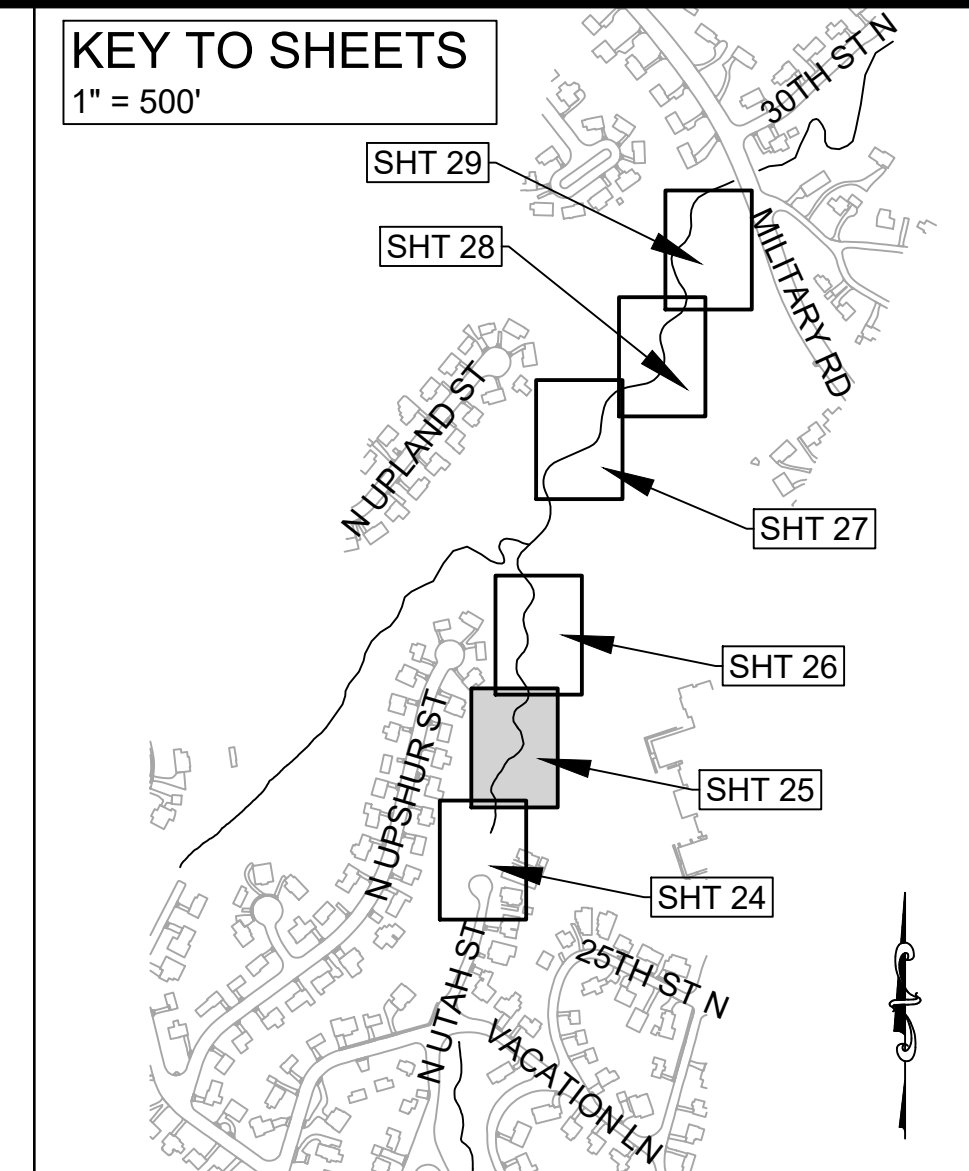 KEY TO SHEETS
1" = 500'
30TH ST N
SHT 29
SHT 28
MILITARY RD
N UPLAND ST
SHT 27
SHT 26
N UPSHUR ST
SHT 25
SHT 24
25TH ST N
N UTAH ST
VACATION LN